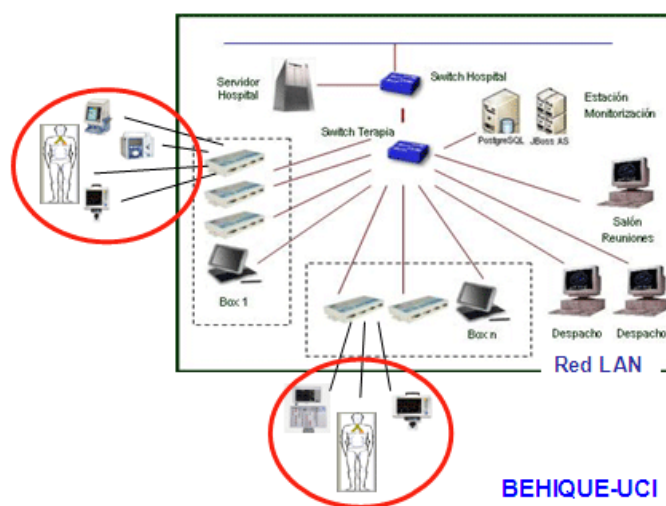 Servidor
Hospital
Switch Hospital
Estación
Monitorización
Switch Terapia
PostgreSQL
JBoss AS
Salón
Reuniones
Box 1
Box n
Despacho
Despacho
Red LAN
BEHIQUE-UCI